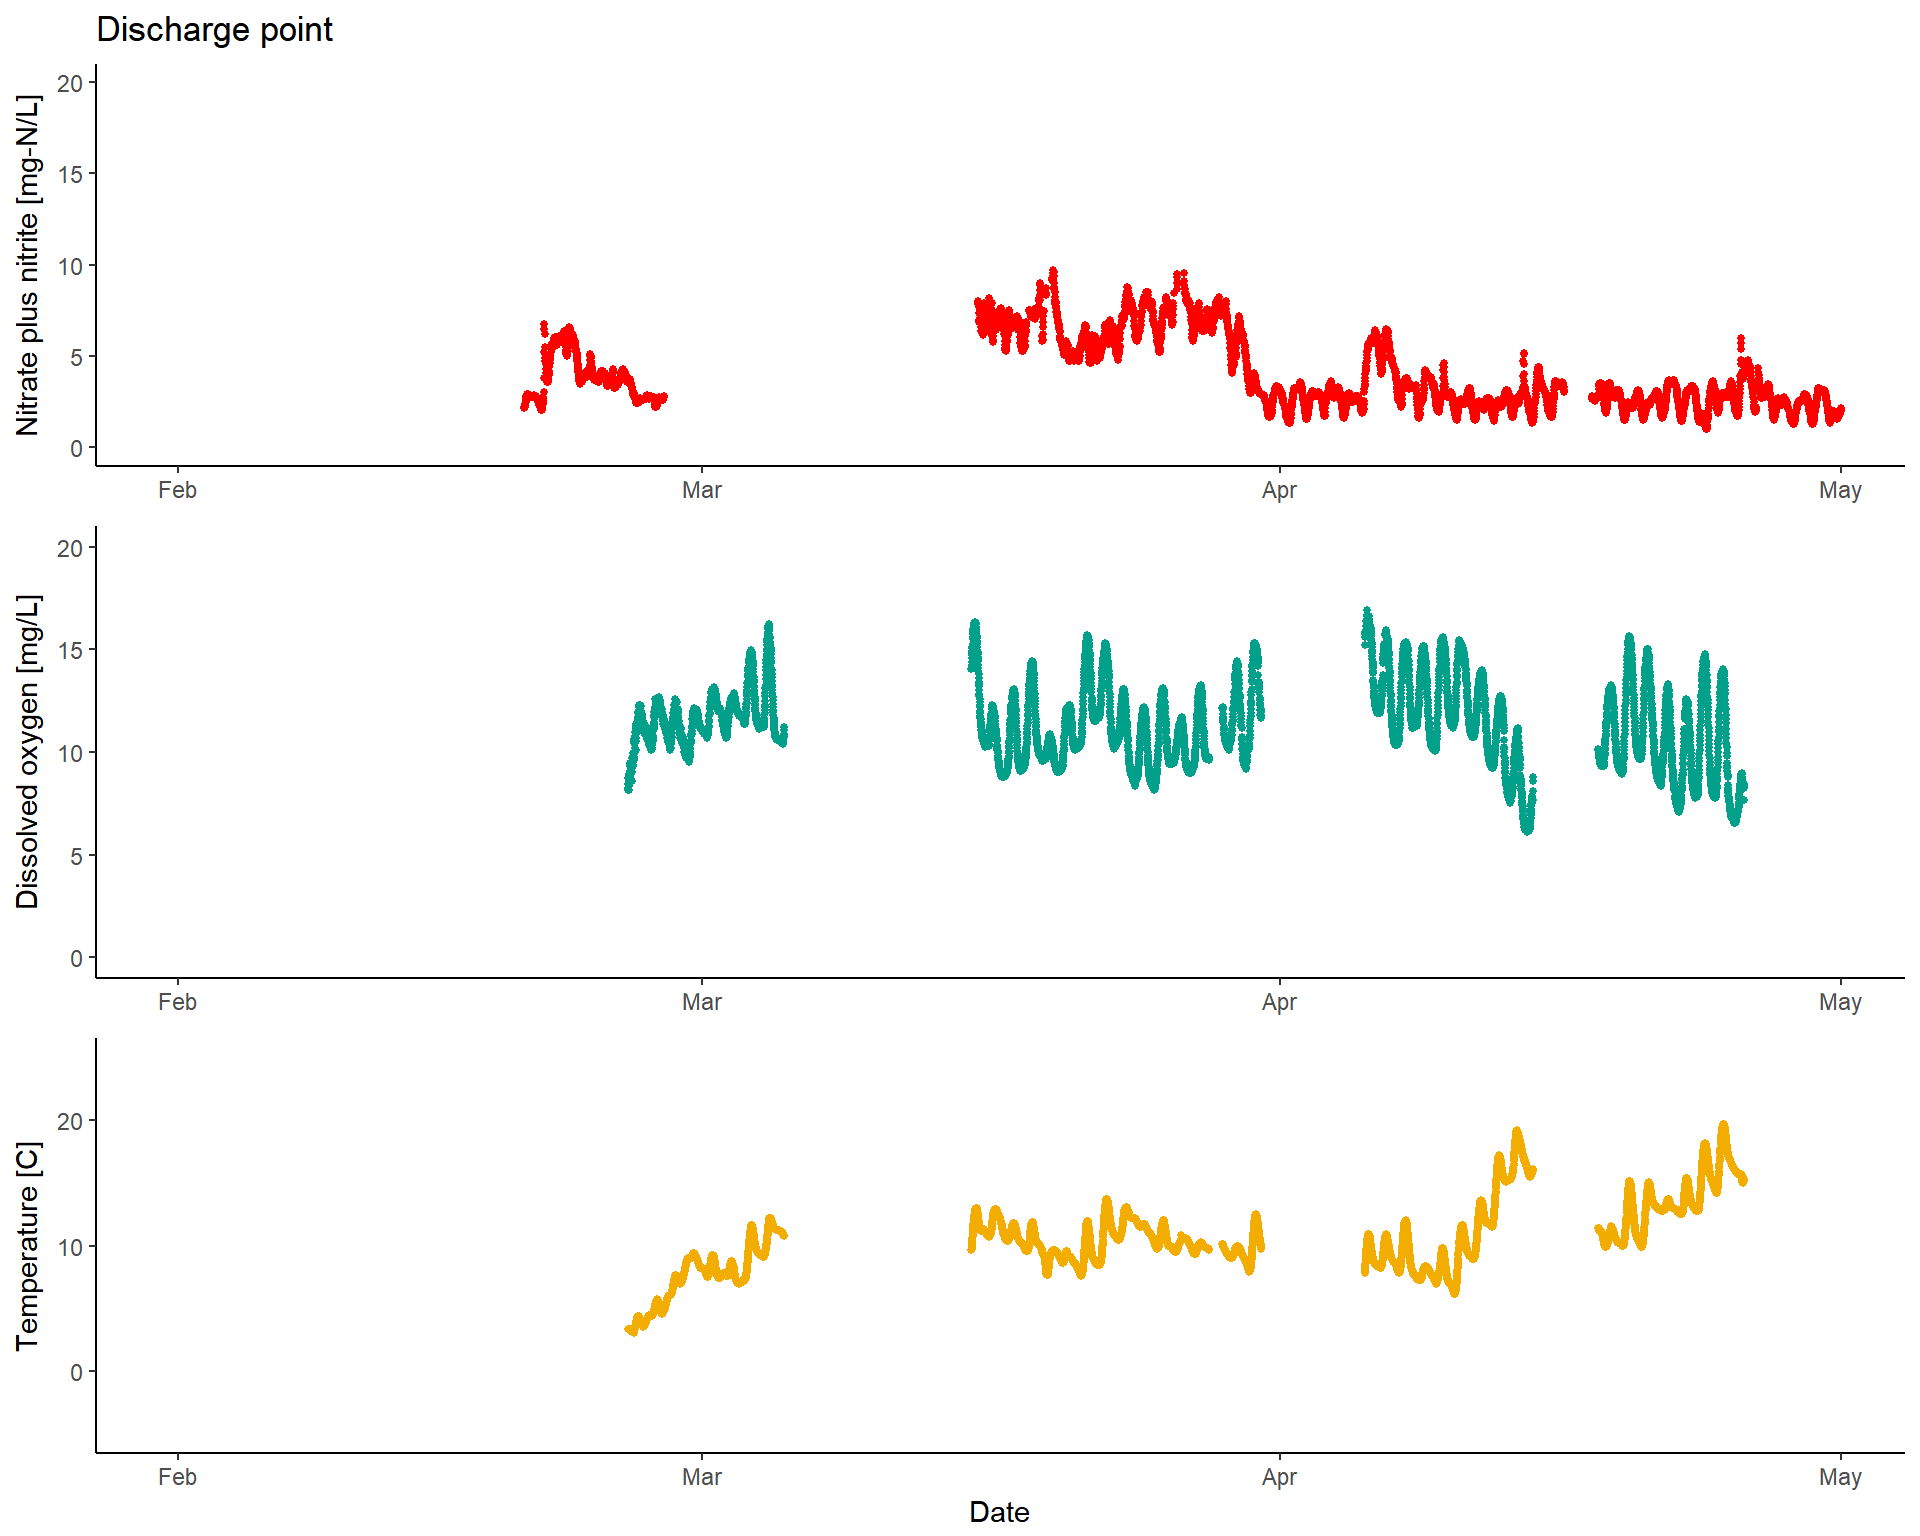 Discharge point
Nitrate plus nitrite [mg-N/L]
20
15
10
5
0
Feb Mar Apr May
Dissolved oxygen [mg/L]
20
15
10
5
0
Feb Mar Apr May
Temperature [C]
20
10
0
Feb Mar Apr May
Date